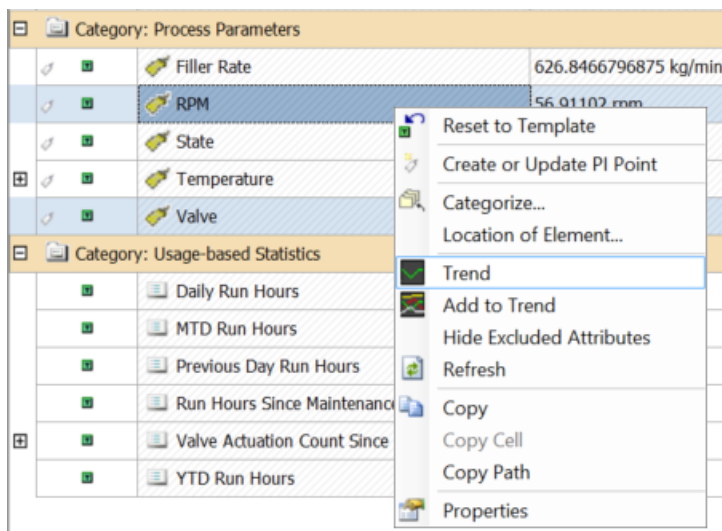 Category: Process Parameters
Filler Rate 626.8466796875 kg/min
RPM 56.91102 rpm
Reset to Template
State
Create or Update PI Point
Temperature
Categorize...
Valve
Location of Element...
Category: Usage-based Statistics
Trend
Daily Run Hours
Add to Trend
MTD Run Hours
Hide Excluded Attributes
Previous Day Run Hours
Refresh
Run Hours Since Maintenance
Copy
Valve Actuation Count Since
Copy Cell
YTD Run Hours
Copy Path
Properties